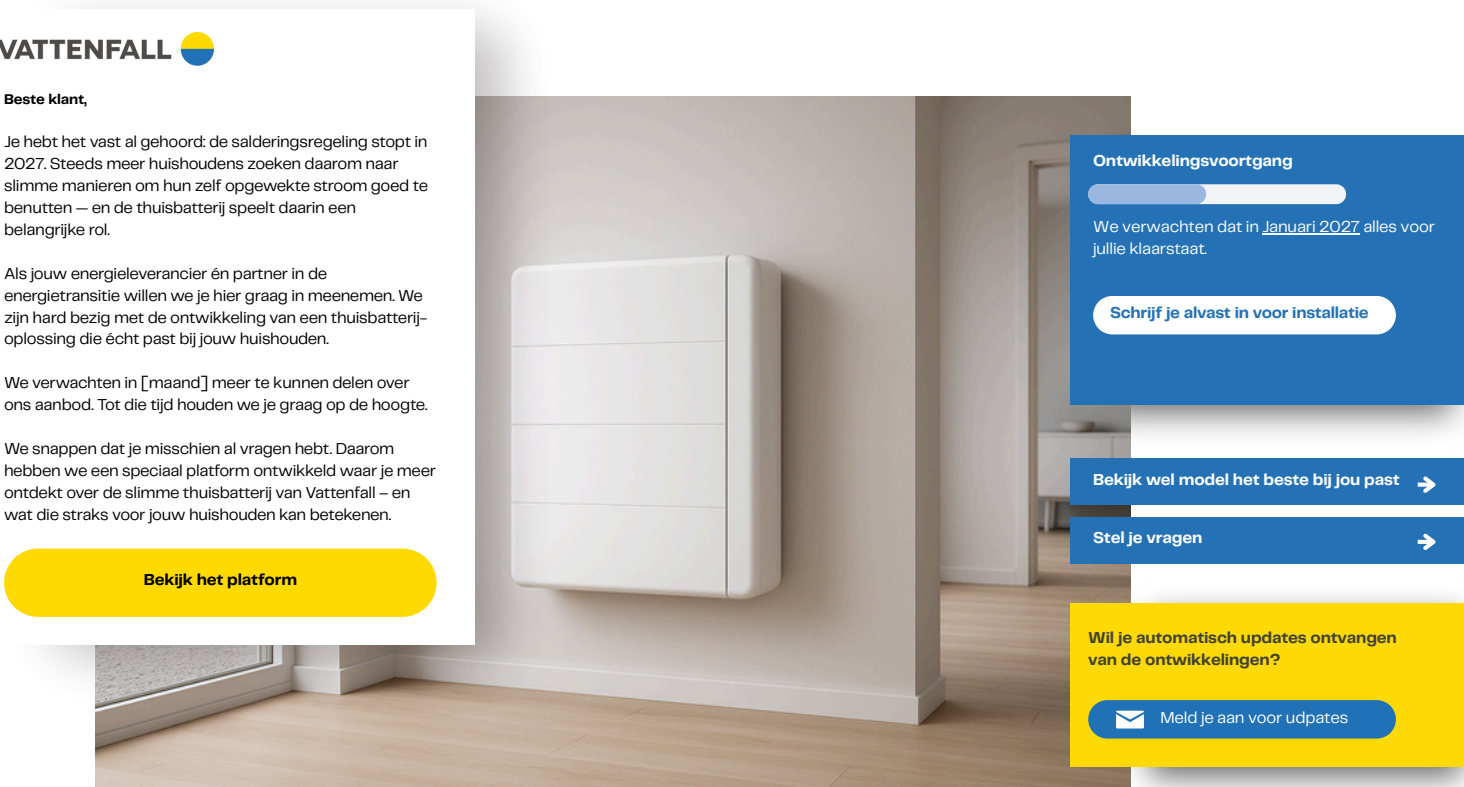 VATTENFALL
Beste klant,
Je hebt het vast al gehoord: de salderingsregeling stopt in
2027. Steeds meer huishoudens zoeken daarom naar
slimme manieren om hun zelf opgewekte stroom goed te
benutten — en de thuisbatterij speelt daarin een
belangrijke rol.
Als jouw energieleverancier én partner in de
energietransitie willen we je hier graag in meenemen. We
zijn hard bezig met de ontwikkeling van een thuisbatterij-
oplossing die écht past bij jouw huishouden.
We verwachten in [maand] meer te kunnen delen over
ons aanbod. Tot die tijd houden we je graag op de hoogte.
We snappen dat je misschien al vragen hebt. Daarom
hebben we een speciaal platform ontwikkeld waar je meer
ontdekt over de slimme thuisbatterij van Vattenfall – en
wat die straks voor jouw huishouden kan betekenen.
Bekijk het platform
Ontwikkelingsvoortgang
We verwachten dat in Januari 2027 alles voor
jullie klaarstaat.
Schrijf je alvast in voor installatie
Bekijk wel model het beste bij jou past
Stel je vragen
Wil je automatisch updates ontvangen
van de ontwikkelingen?
Meld je aan voor udpates